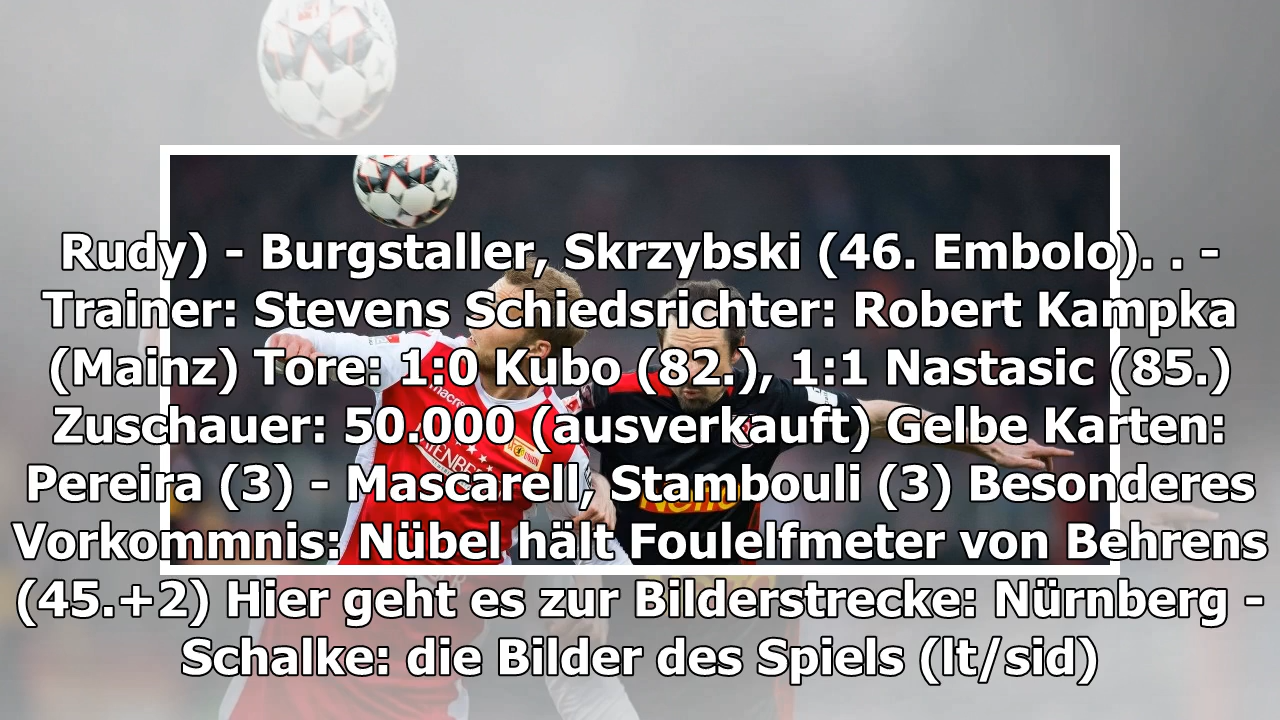 Rudy) - Burgstaller, Skrzybski (46. Embolo). . -
Trainer: Stevens Schiedsrichter: Robert Kampka
(Mainz) Tore: 1:0 Kubo (82.), 1:1 Nastasic (85.)
Zuschauer: 50.000 (ausverkauft) Gelbe Karten:
Pereira (3) - Mascarell, Stambouli (3) Besonderes
Vorkommnis: Nübel hält Foulelfmeter von Behrens
(45.+2) Hier geht es zur Bilderstrecke: Nürnberg -
Schalke: die Bilder des Spiels (lt/sid)
macron
UNION